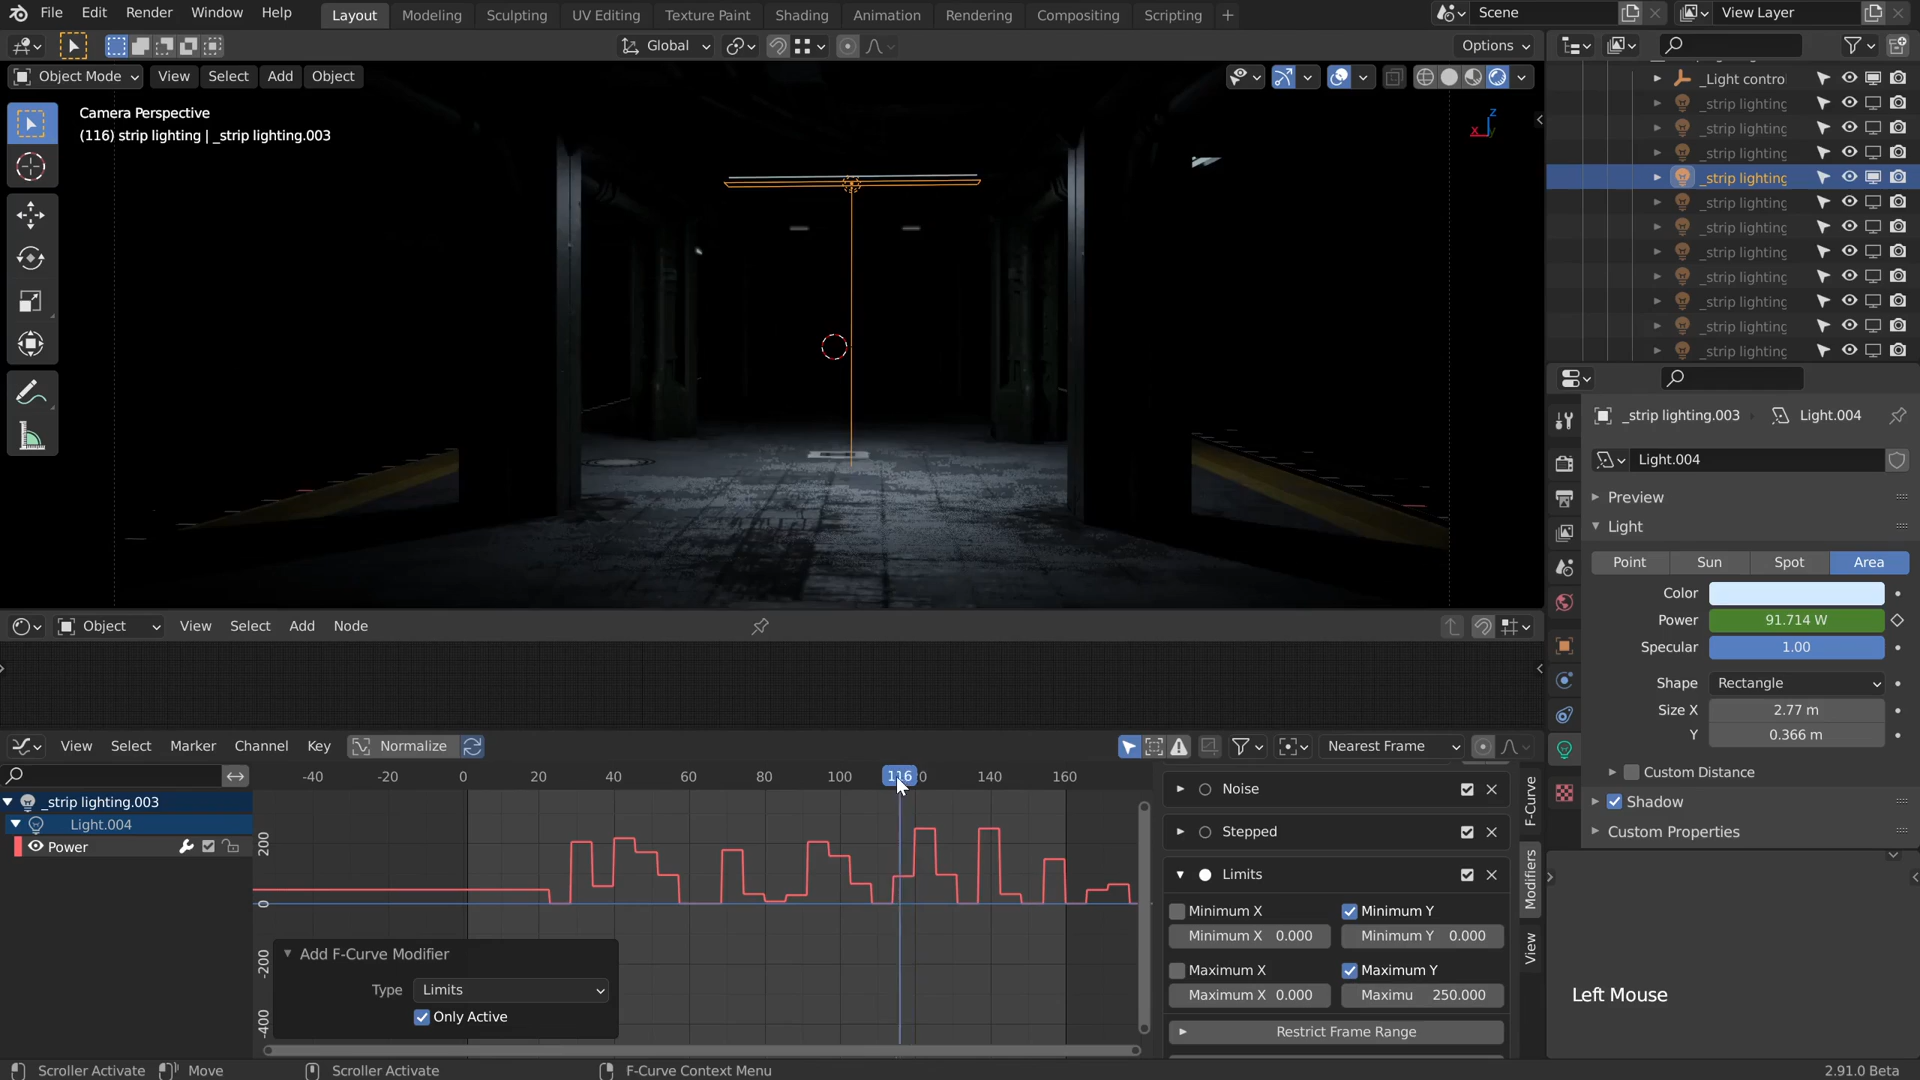 File Edit Render Window Help Layout Modeling Sculpting UV Editing Texture Paint Shading Animation Rendering Compositing Scripting + Scene View Layer
Global Options
Object Mode View Select Add Object
Camera Perspective
(116) strip lighting | _strip lighting.003
Z
X Y
_Light contro
_strip lighting
_strip lighting
_strip lighting
_strip lighting
_strip lighting
_strip lighting
_strip lighting
_strip lighting
_strip lighting
_strip lighting
_strip lighting
_strip lighting.003 Light.004
Light.004
Preview
Light
Point Sun Spot Area
Color
Power 91.714 W
Specular 1.00
Shape Rectangle
Size X 2.77 m
Y 0.366 m
Custom Distance
Shadow
Custom Properties
Object View Select Add Node
View Select Marker Channel Key Normalize Nearest Frame
-40 -20 0 20 40 60 80 100 116 140 160
_strip lighting.003
Light.004
Power
200
0
-200
-400
Add F-Curve Modifier
Type Limits
Only Active
Noise
Stepped
Limits
Minimum X Minimum Y
Minimum X 0.000 Minimum Y 0.000
Maximum X Maximum Y
Maximum X 0.000 Maximu 250.000
Restrict Frame Range
F-Curve
Modifiers
View
Left Mouse
Scroller Activate Move Scroller Activate F-Curve Context Menu 2.91.0 Beta